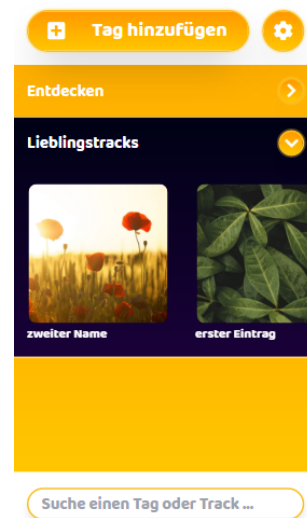 Tag hinzufügen
Entdecken
Lieblingstracks
zweiter Name
erster Eintrag
Suche einen Tag oder Track ...